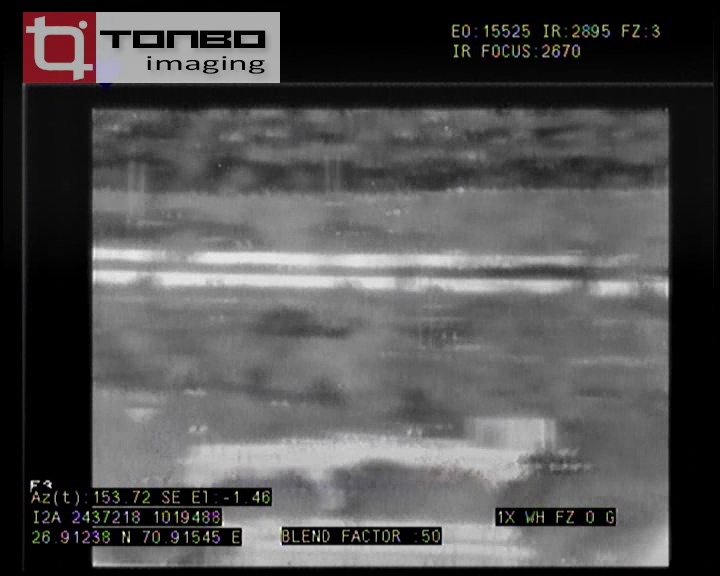 TONBO
imaging
EO:15525 IR:2895 FZ:3
IR FOCUS:2670
Az(t):153.72 SE El:-1.46
I2A 2437218 1019488
1X WH FZ 0 G
26.91238 N 70.91545 E
BLEND FACTOR :50